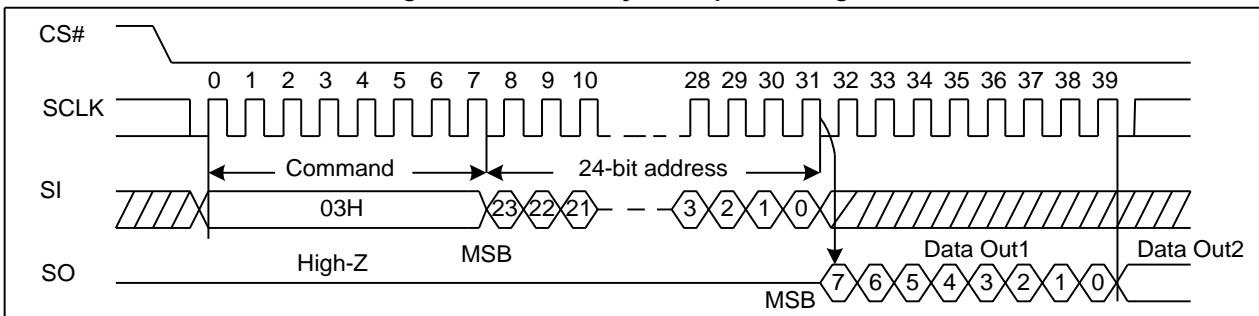 CS#
0 1 2 3 4 5 6 7 8 9 10 28 29 30 31 32 33 34 35 36 37 38 39
SCLK
Command 24-bit address
SI
03H 23 22 21 3 2 1 0
High-Z MSB Data Out1 Data Out2
SO
MSB 7 6 5 4 3 2 1 0